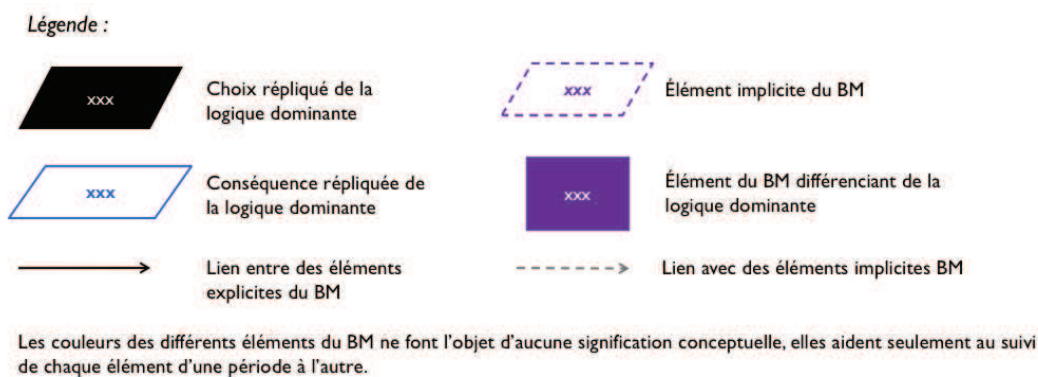 Légende :
xxx
Choix répliqué de la
logique dominante
xxx
Élément implicite du BM
xxx
Conséquence répliquée de
la logique dominante
xxx
Élément du BM différenciant de la
logique dominante
Lien entre des éléments
explicites du BM
Lien avec des éléments implicites BM
Les couleurs des différents éléments du BM ne font l'objet d'aucune signification conceptuelle, elles aident seulement au suivi
de chaque élément d'une période à l'autre.